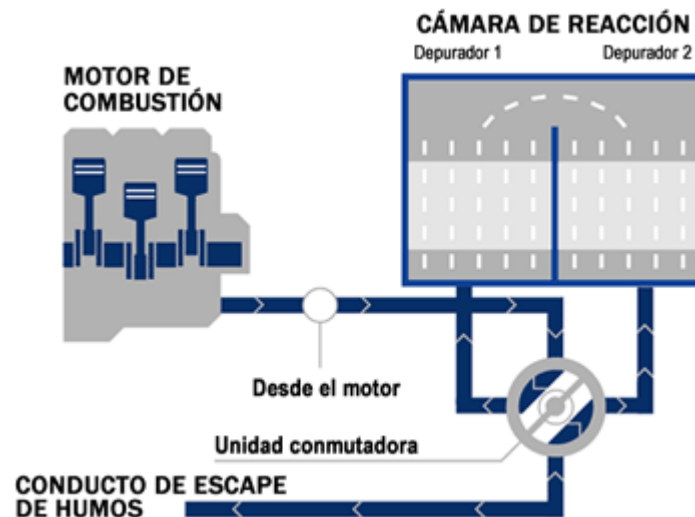 CÁMARA DE REACCIÓN
Depurador 1
Depurador 2
MOTOR DE
COMBUSTIÓN
Desde el motor
Unidad conmutadora
CONDUCTO DE ESCAPE
DE HUMOS